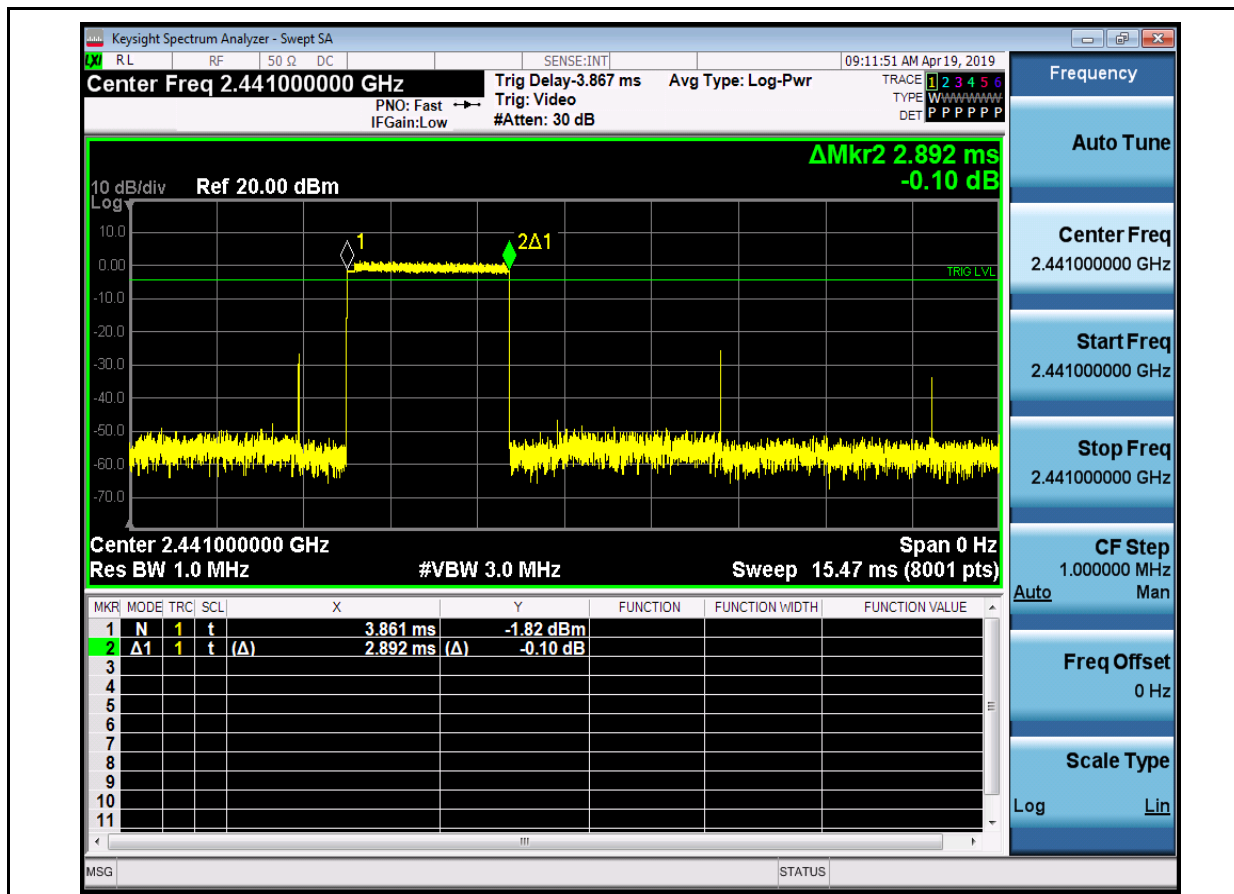 Keysight Spectrum Analyzer - Swept SA
LXI RL RF 50 Ω DC SENSE:INT 09:11:51 AM Apr 19, 2019
Center Freq 2.441000000 GHz
PNO: Fast
IFGain:Low
Trig Delay-3.867 ms
Trig: Video
#Atten: 30 dB
Avg Type: Log-Pwr
TRACE 1 2 3 4 5 6
TYPE WWWWWW
DET P P P P P P
ΔMkr2 2.892 ms
-0.10 dB
10 dB/div Ref 20.00 dBm
Log
10.0
0.00
-10.0
-20.0
-30.0
-40.0
-50.0
-60.0
-70.0
1
2Δ1
TRIG LVL
Center 2.441000000 GHz Span 0 Hz
Res BW 1.0 MHz #VBW 3.0 MHz Sweep 15.47 ms (8001 pts)
MKR MODE TRC SCL X Y FUNCTION FUNCTION WIDTH FUNCTION VALUE
1 N 1 t 3.861 ms -1.82 dBm
2 Δ1 1 t (Δ) 2.892 ms (Δ) -0.10 dB
3
4
5
6
7
8
9
10
11
MSG STATUS
Frequency
Auto Tune
Center Freq
2.441000000 GHz
Start Freq
2.441000000 GHz
Stop Freq
2.441000000 GHz
CF Step
1.000000 MHz
Auto Man
Freq Offset
0 Hz
Scale Type
Log Lin